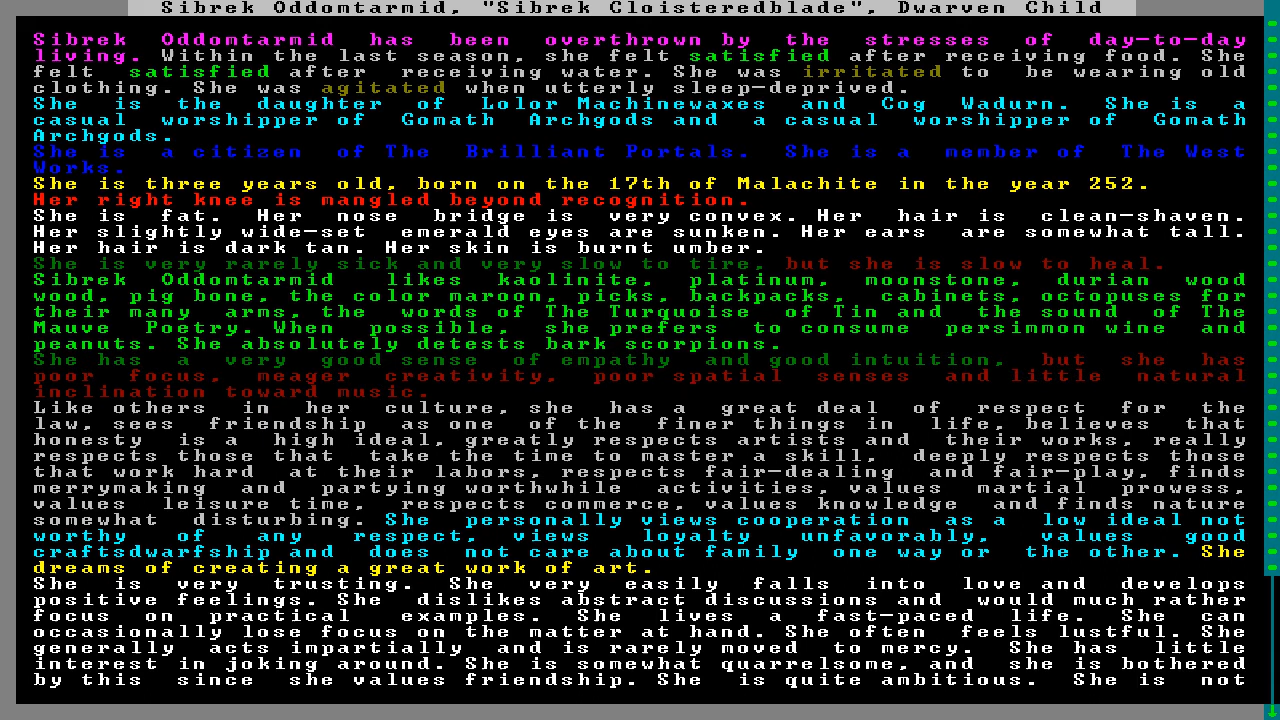 Sibrek Oddomtarmid, "Sibrek Cloisteredblade", Dwarven Child
Sibrek Oddomtarmid has been overthrown by the stresses of day-to-day
living. Within the last season, she felt satisfied after receiving food. She
felt satisfied after receiving water. She was irritated to be wearing old
clothing. She was agitated when utterly sleep-deprived.
She is the daughter of Lolor Machinewaxes and Cog Wadurn. She is a
casual worshipper of Gomath Archgods and a casual worshipper of Gomath
Archgods.
She is a citizen of The Brilliant Portals. She is a member of The West
Works.
She is three years old, born on the 17th of Malachite in the year 252.
Her right knee is mangled beyond recognition.
She is fat. Her nose bridge is very convex. Her hair is clean-shaven.
Her slightly wide-set emerald eyes are sunken. Her ears are somewhat tall.
Her hair is dark tan. Her skin is burnt umber.
She is very rarely sick and very slow to tire, but she is slow to heal.
Sibrek Oddomtarmid likes kaolinite, platinum, moonstone, durian wood
wood, pig bone, the color maroon, picks, backpacks, cabinets, octopuses for
their many arms, the words of The Turquoise of Tin and the sound of The
Mauve Poetry. When possible, she prefers to consume persimmon wine and
peanuts. She absolutely detests bark scorpions.
She has a very good sense of empathy and good intuition, but she has
poor focus, meager creativity, poor spatial senses and little natural
inclination toward music.
Like others in her culture, she has a great deal of respect for the
law, sees friendship as one of the finer things in life, believes that
honesty is a high ideal, greatly respects artists and their works, really
respects those that take the time to master a skill, deeply respects those
that work hard at their labors, respects fair-dealing and fair-play, finds
merrymaking and partying worthwhile activities, values martial prowess,
values leisure time, respects commerce, values knowledge and finds nature
somewhat disturbing. She personally views cooperation as a low ideal not
worthy of any respect, views loyalty unfavorably, values good
craftsdwarfship and does not care about family one way or the other. She
dreams of creating a great work of art.
She is very trusting. She very easily falls into love and develops
positive feelings. She dislikes abstract discussions and would much rather
focus on practical examples. She lives a fast-paced life. She can
occasionally lose focus on the matter at hand. She often feels lustful. She
generally acts impartially and is rarely moved to mercy. She has little
interest in joking around. She is somewhat quarrelsome, and she is bothered
by this since she values friendship. She is quite ambitious. She is not